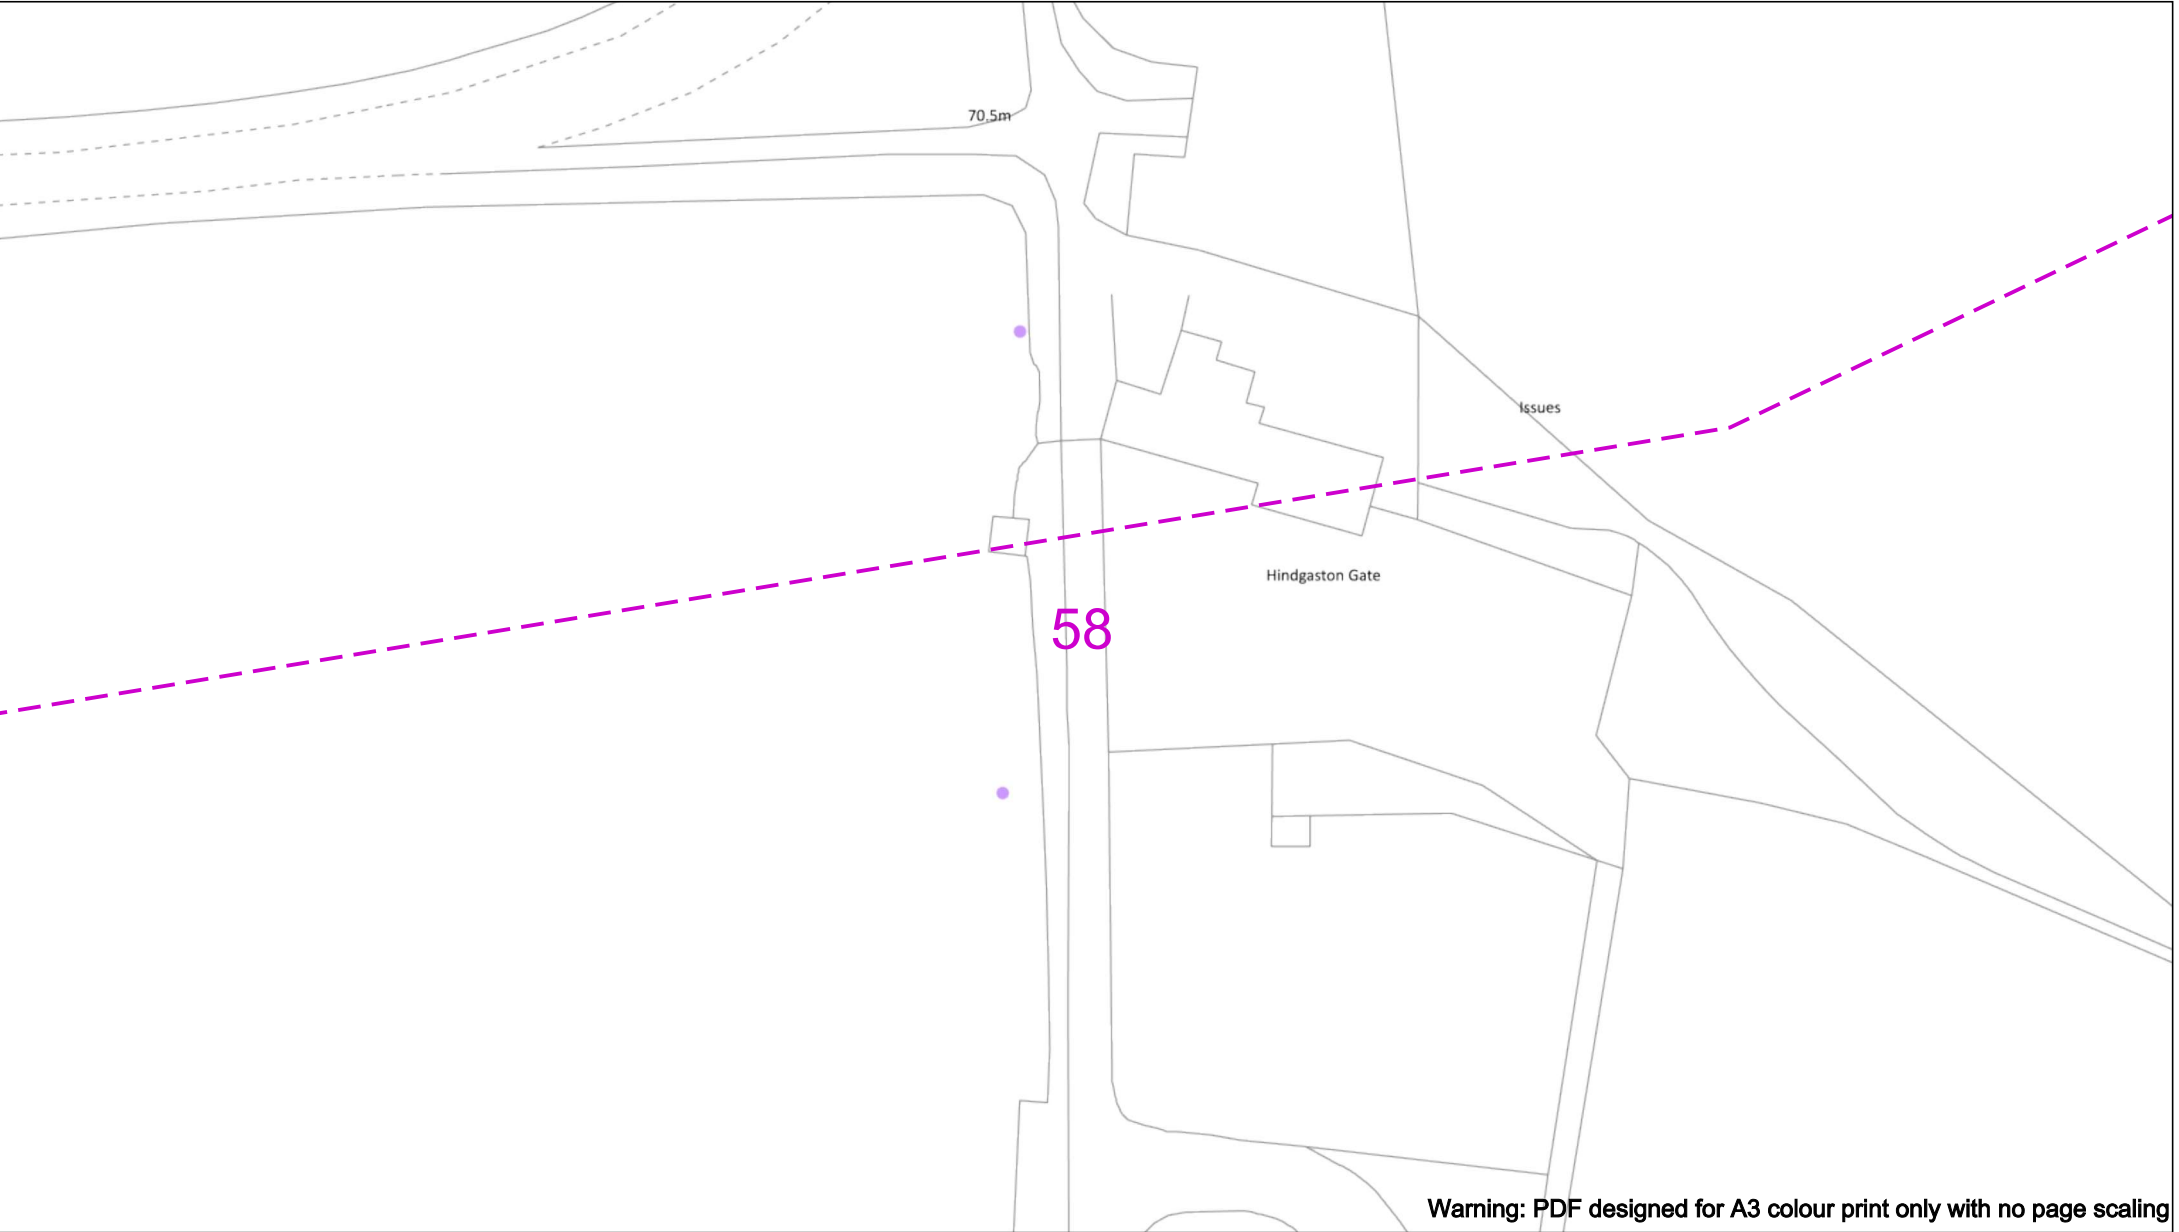 70.5m
Issues
Hindgaston Gate
58
Warning: PDF designed for A3 colour print only with no page scaling